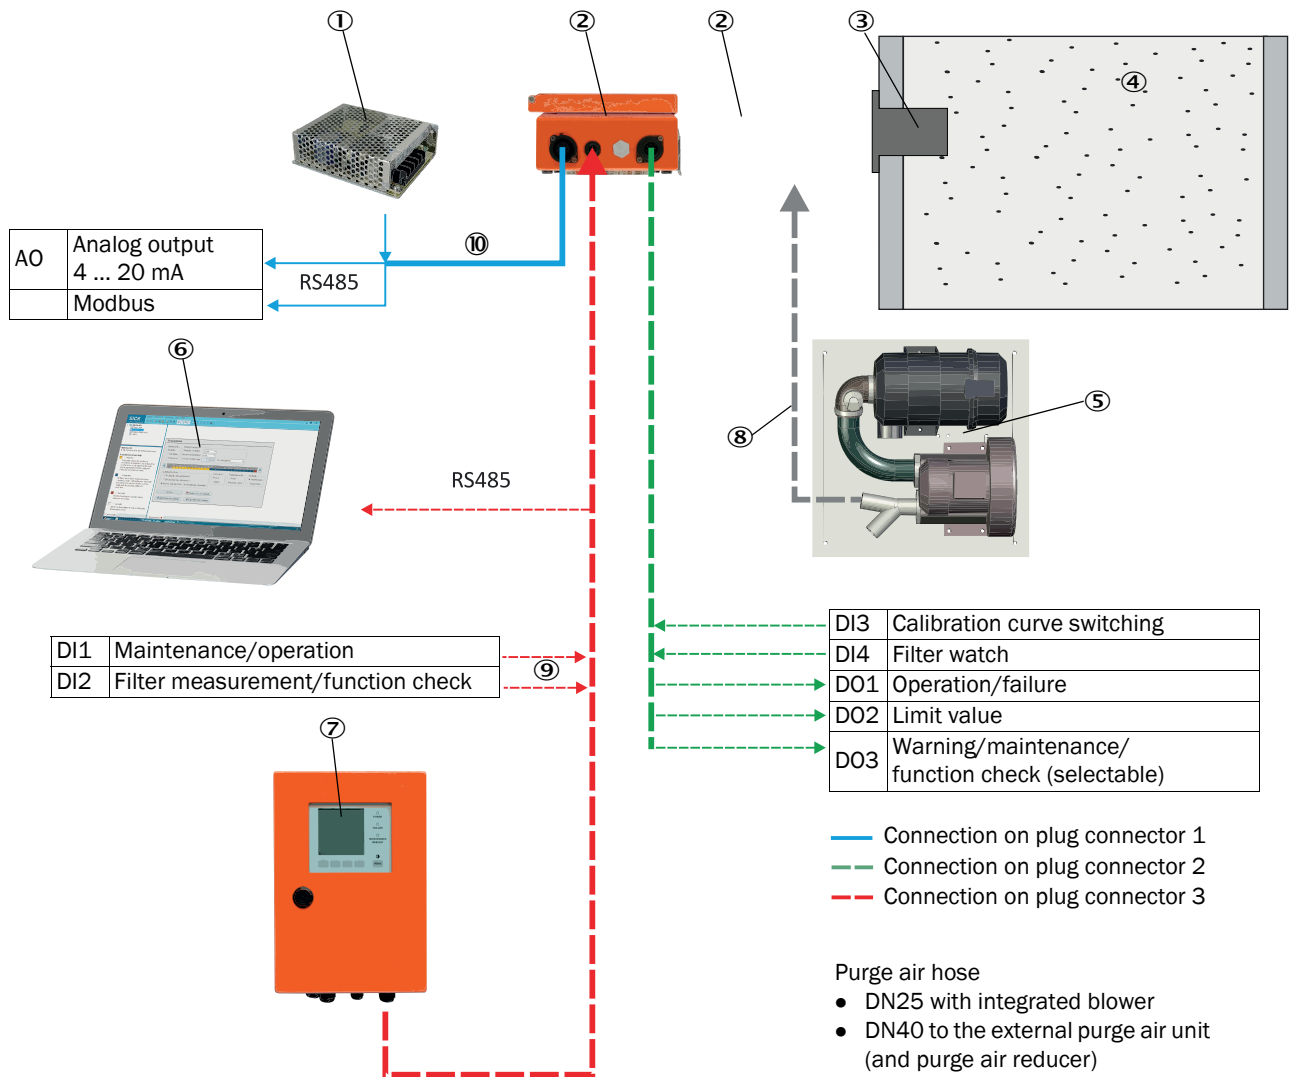 ① ② ② ③
④
AO Analog output
4 ... 20 mA
Modbus
⑩
RS485
⑥
SICK
⑤
⑧
RS485
DI1 Maintenance/operation
DI2 Filter measurement/function check
⑨
DI3 Calibration curve switching
DI4 Filter watch
DO1 Operation/failure
DO2 Limit value
DO3 Warning/maintenance/
function check (selectable)
⑦
Connection on plug connector 1
Connection on plug connector 2
Connection on plug connector 3
Purge air hose
● DN25 with integrated blower
● DN40 to the external purge air unit
(and purge air reducer)